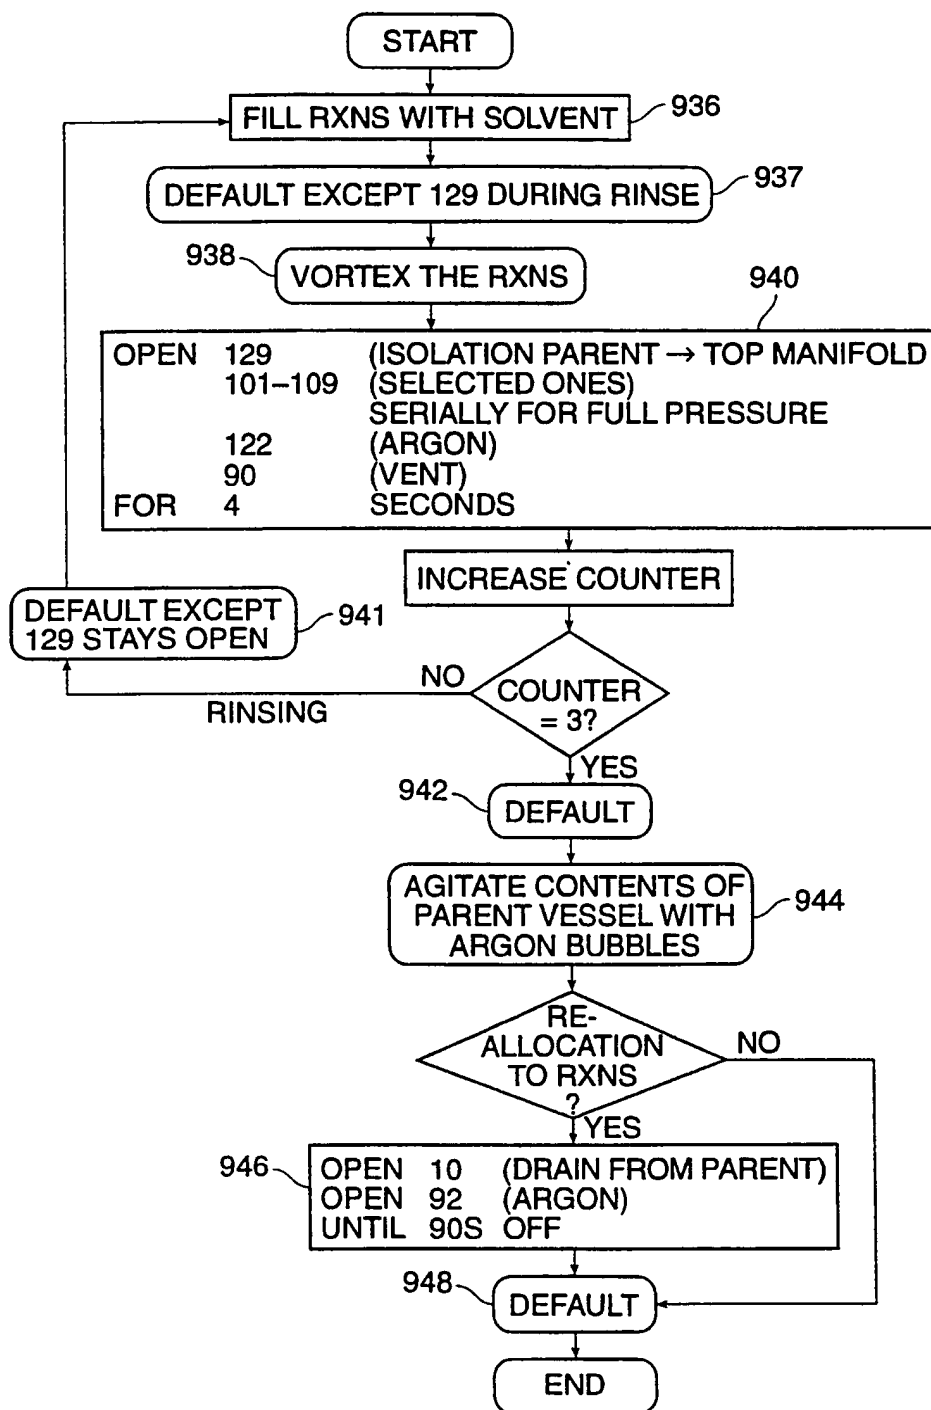 START
FILL RXNS WITH SOLVENT
936
DEFAULT EXCEPT 129 DURING RINSE
937
938
VORTEX THE RXNS
940
OPEN 129 (ISOLATION PARENT → TOP MANIFOLD
101–109 (SELECTED ONES)
SERIALLY FOR FULL PRESSURE
122 (ARGON)
90 (VENT)
FOR 4 SECONDS
INCREASE COUNTER
DEFAULT EXCEPT
129 STAYS OPEN
941
NO
RINSING
COUNTER
= 3?
YES
942
DEFAULT
AGITATE CONTENTS OF
PARENT VESSEL WITH
ARGON BUBBLES
944
RE-
ALLOCATION
TO RXNS
?
NO
YES
946
OPEN 10 (DRAIN FROM PARENT)
OPEN 92 (ARGON)
UNTIL 90S OFF
948
DEFAULT
END